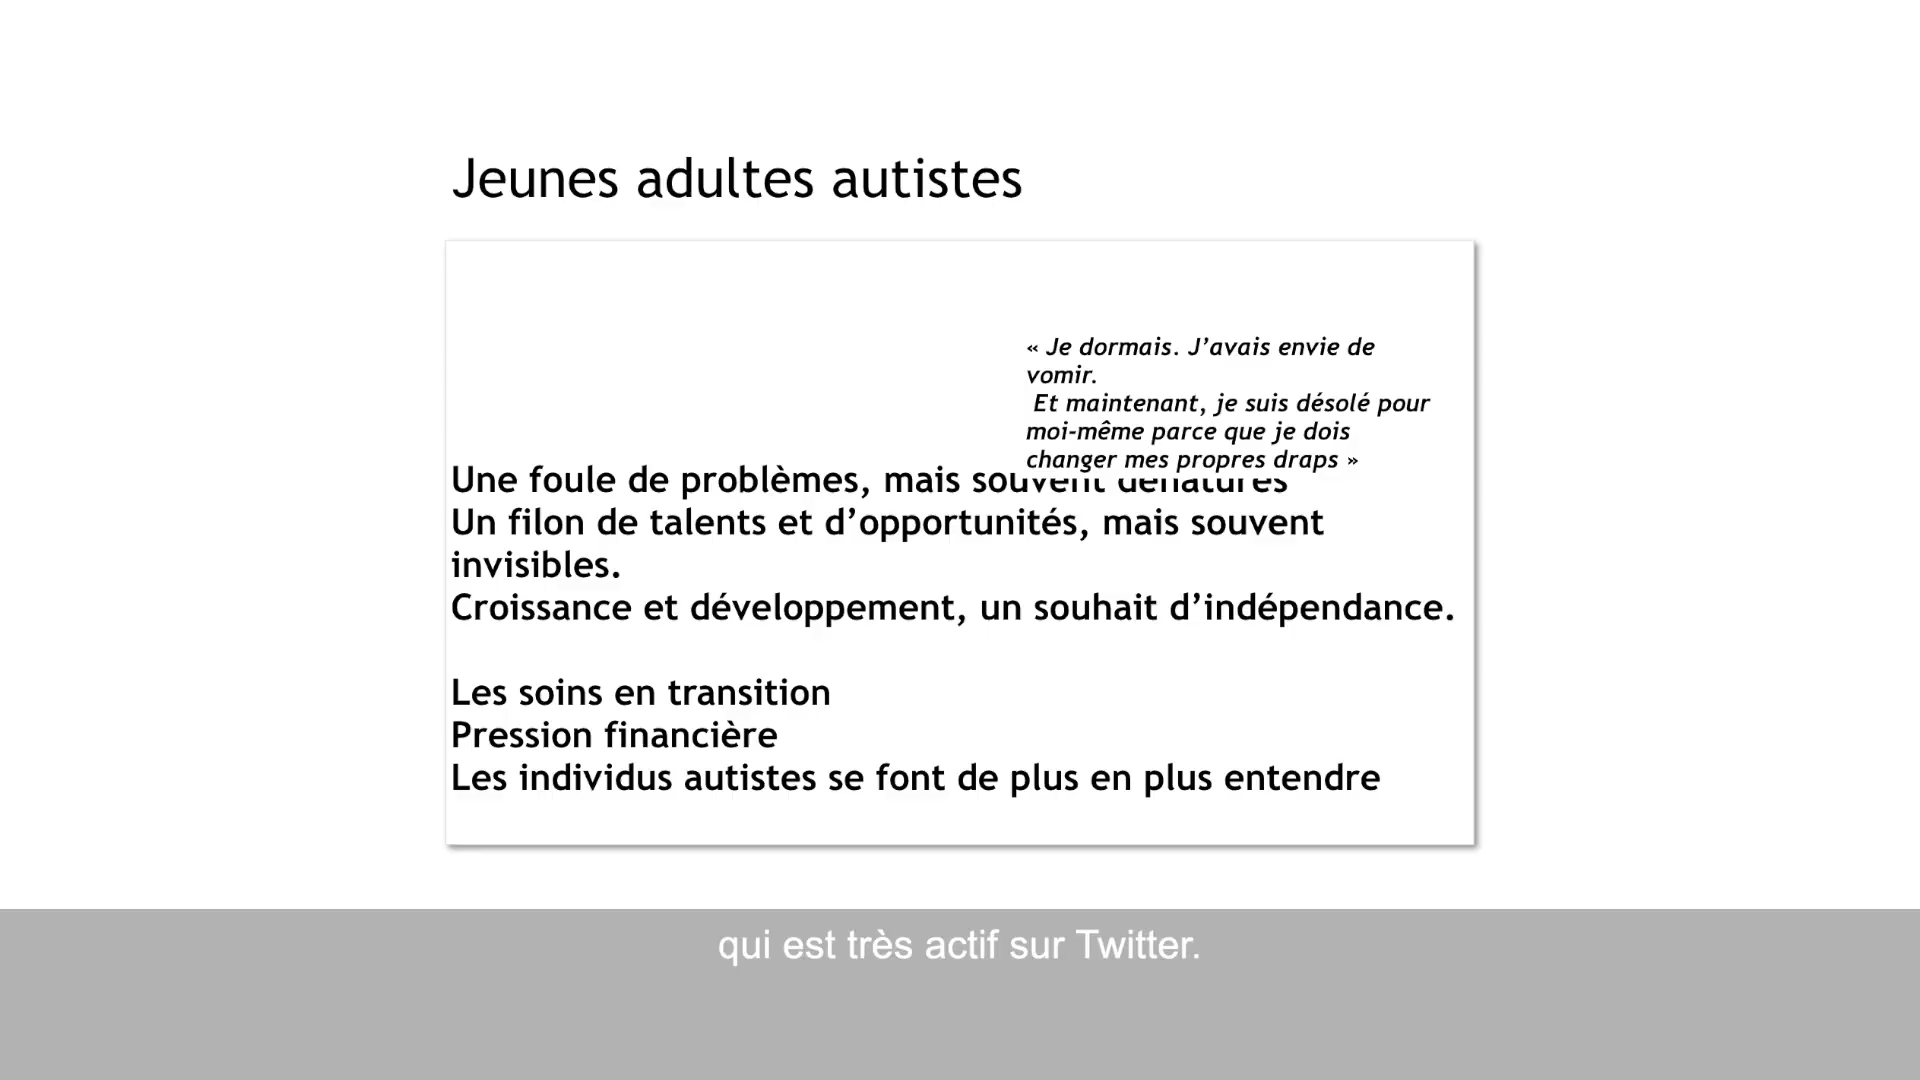 Jeunes adultes autistes
« Je dormais. J’avais envie de
vomir.
Et maintenant, je suis désolé pour
moi-même parce que je dois
changer mes propres draps »
Une foule de problèmes, mais souvent dénaturés
Un filon de talents et d’opportunités, mais souvent
invisibles.
Croissance et développement, un souhait d’indépendance.
Les soins en transition
Pression financière
Les individus autistes se font de plus en plus entendre
qui est très actif sur Twitter.